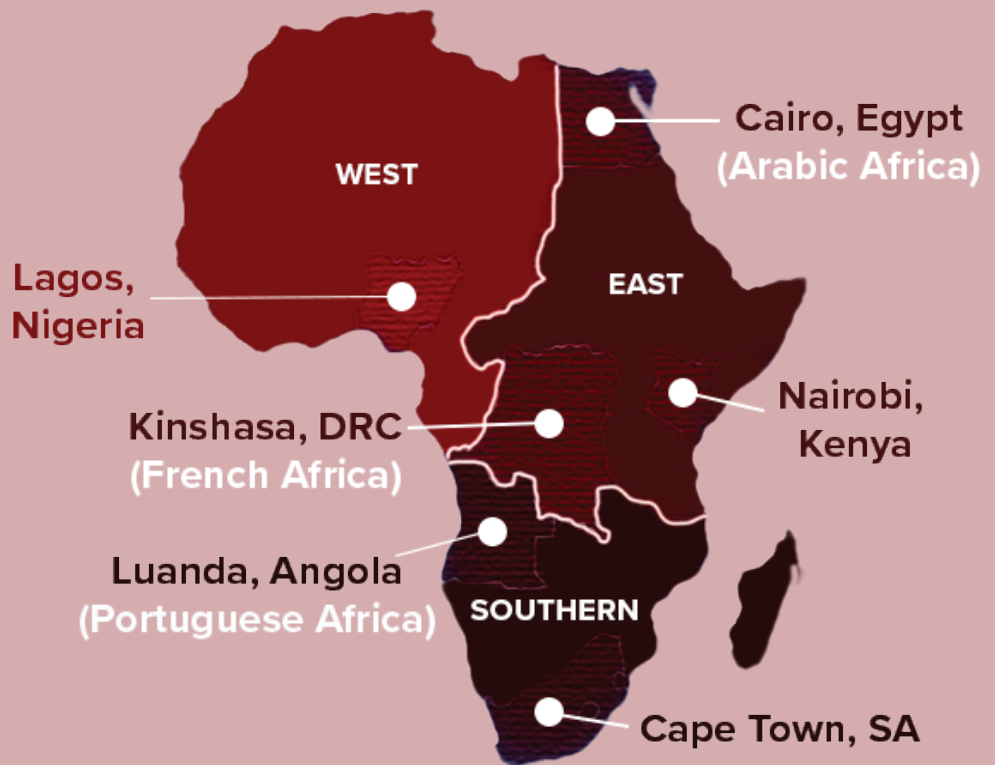 WEST
Cairo, Egypt
(Arabic Africa)
Lagos,
Nigeria
EAST
Kinshasa, DRC
(French Africa)
Nairobi,
Kenya
Luanda, Angola
(Portuguese Africa)
SOUTHERN
Cape Town, SA